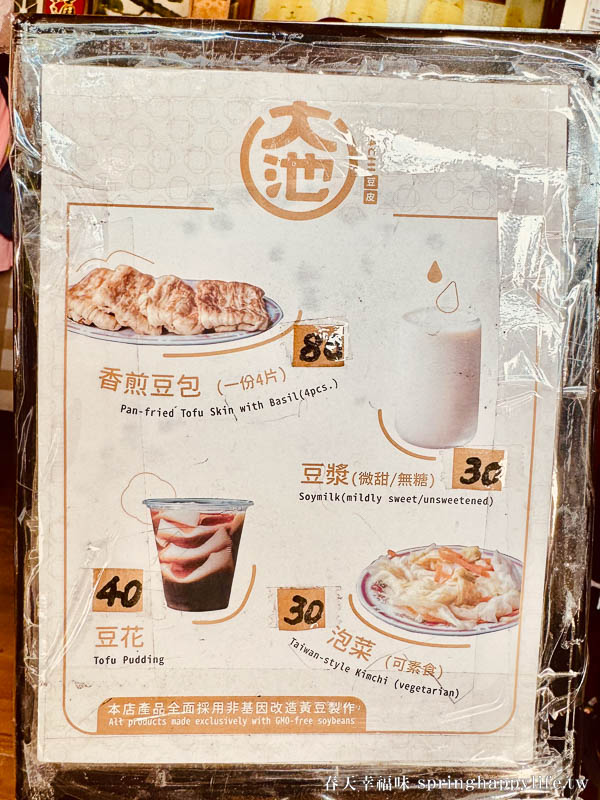 大池
豆皮
80
香煎豆包 (一份4片)
Pan-fried Tofu Skin with Basil(4pcs.)
豆漿(微甜/無糖) 30
Soymilk(mildly sweet/unsweetened)
40
豆花
Tofu Pudding
30
泡菜 (可素食)
Taiwan-style Kimchi (vegetarian)
本店產品全面採用非基因改造黃豆製作
All products made exclusively with GMO-free soybeans
春天幸福味 springhappylife.tw